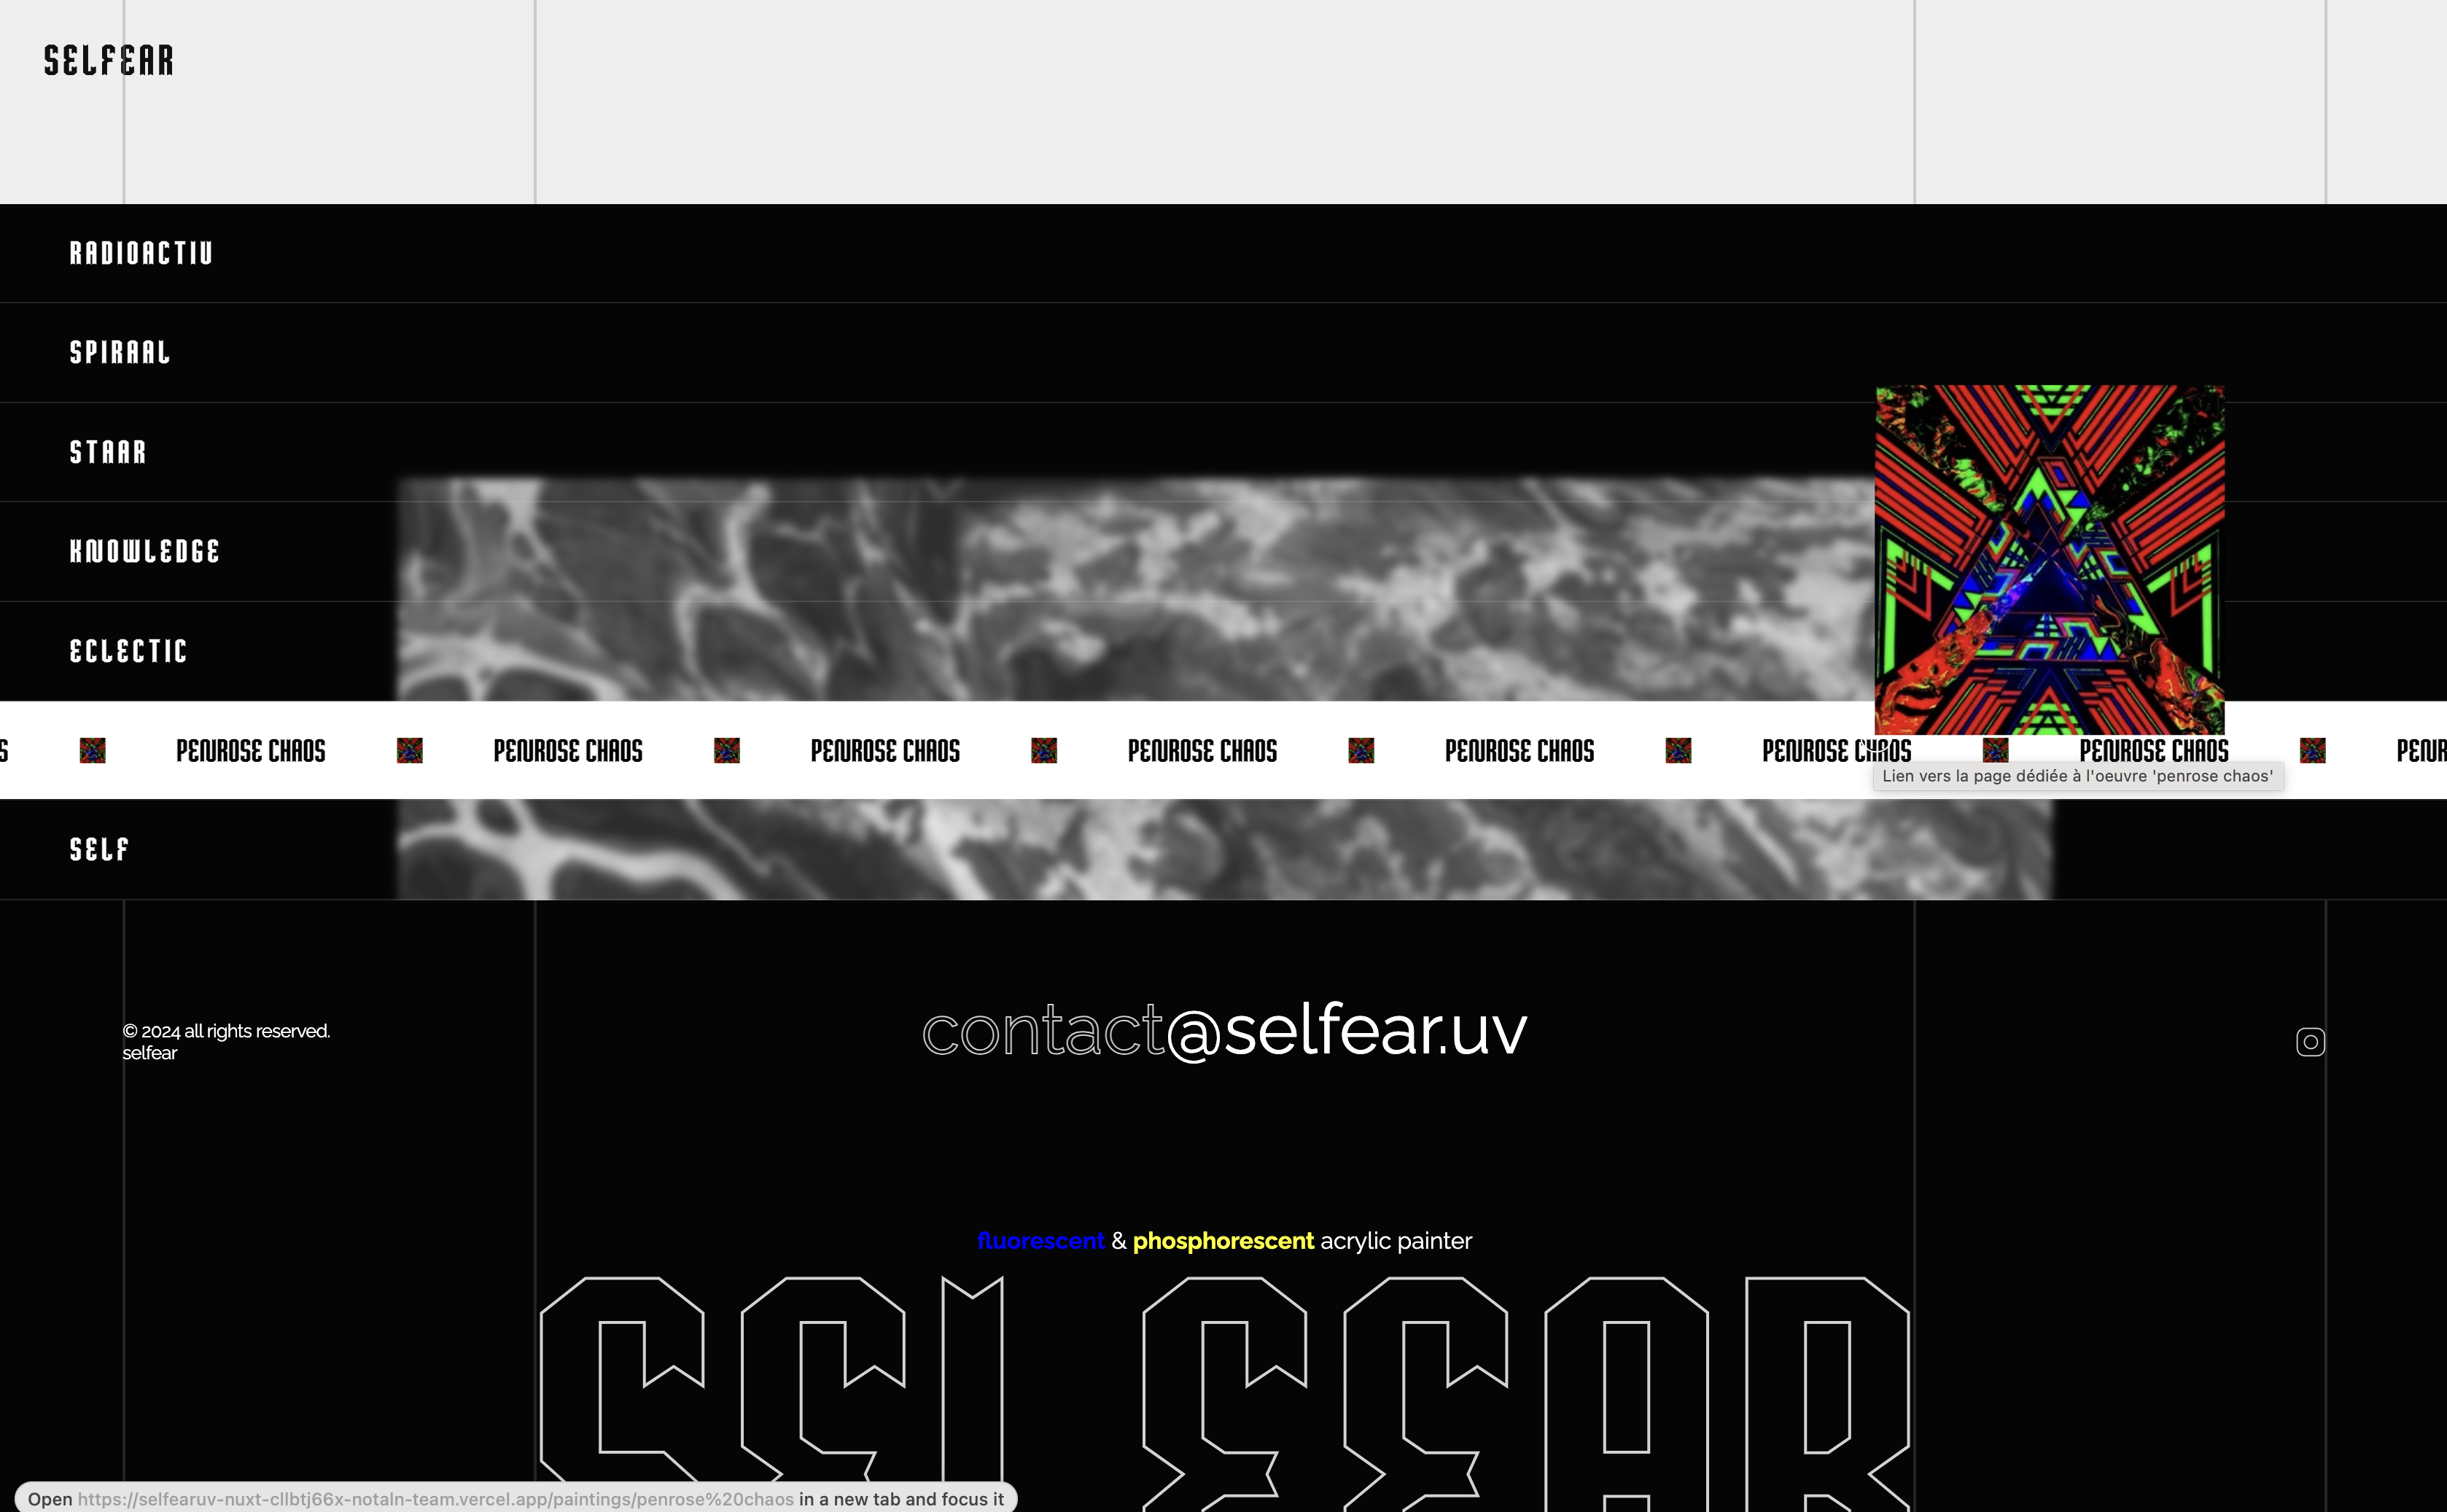 SELFEAR
RADIOACTIV
SPIRAAL
STAAR
KNOWLEDGE
ECLECTIC
S PENROSE CHAOS PENROSE CHAOS PENROSE CHAOS PENROSE CHAOS PENROSE CHAOS PENROSE CHAOS PENROSE CHAOS PENR
Lien vers la page dédiée à l'oeuvre 'penrose chaos'
SELF
contact@selfear.uv
© 2024 all rights reserved.
selfear
fluorescent & phosphorescent acrylic painter
SELFEAR
Open https://selfearuv-nuxt-cllbtj66x-notaln-team.vercel.app/paintings/penrose%20chaos in a new tab and focus it